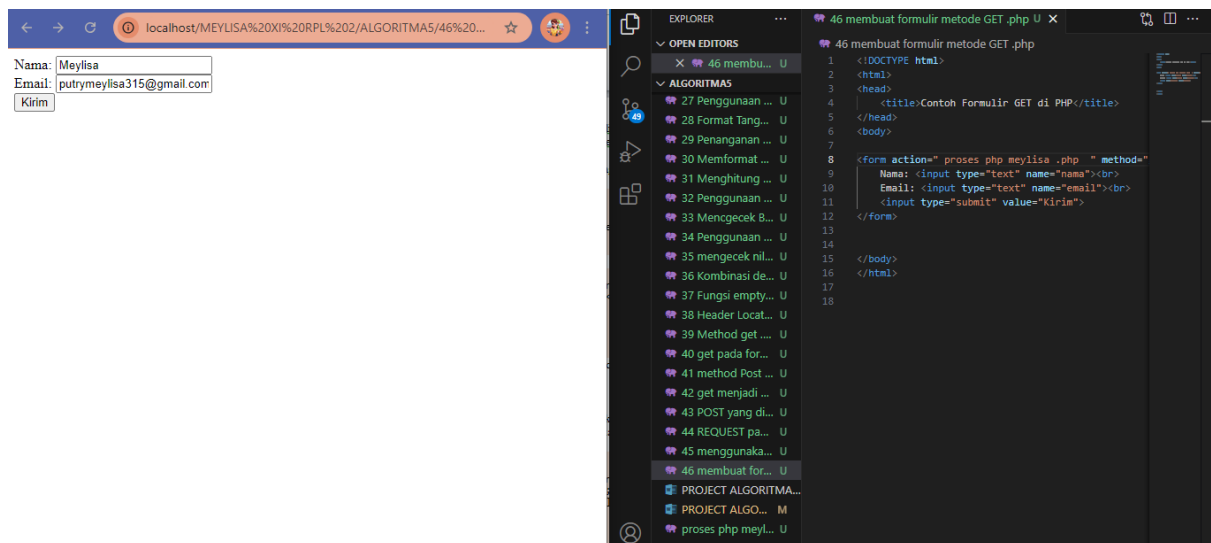 localhost/MEYLISA%20XI%20RPL%202/ALGORITMA5/46%20...
Nama: Meylisa
Email: putrymeylisa315@gmail.com
Kirim
49
EXPLORER ...
OPEN EDITORS
46 membu... U
ALGORITMA5
27 Penggunaan ... U
28 Format Tang... U
29 Penanganan ... U
30 Memformat ... U
31 Menghitung ... U
32 Penggunaan ... U
33 Mencgecek B... U
34 Penggunaan ... U
35 mengecek nil... U
36 Kombinasi de... U
37 Fungsi empty... U
38 Header Locat... U
39 Method get .... U
40 get pada for... U
41 method Post ... U
42 get menjadi ... U
43 POST yang di... U
44 REQUEST pa... U
45 menggunaka... U
46 membuat for... U
PROJECT ALGORITMA...
PROJECT ALGO... M
proses php meyl... U
46 membuat formulir metode GET .php U
46 membuat formulir metode GET .php
1 <!DOCTYPE html>
2 <html>
3 <head>
4 <title>Contoh Formulir GET di PHP</title>
5 </head>
6 <body>
7
8 <form action=" proses php meylisa .php  " method="
9 Nama: <input type="text" name="nama"><br>
10 Email: <input type="text" name="email"><br>
11 <input type="submit" value="Kirim">
12 </form>
13
14
15 </body>
16 </html>
17
18